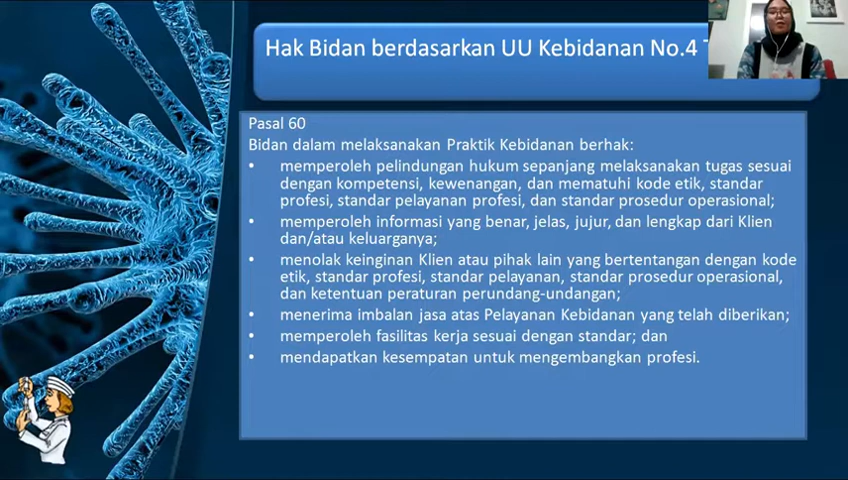 Hak Bidan berdasarkan UU Kebidanan No.4
Pasal 60
Bidan dalam melaksanakan Praktik Kebidanan berhak:
• memperoleh pelindungan hukum sepanjang melaksanakan tugas sesuai
dengan kompetensi, kewenangan, dan mematuhi kode etik, standar
profesi, standar pelayanan profesi, dan standar prosedur operasional;
• memperoleh informasi yang benar, jelas, jujur, dan lengkap dari Klien
dan/atau keluarganya;
• menolak keinginan Klien atau pihak lain yang bertentangan dengan kode
etik, standar profesi, standar pelayanan, standar prosedur operasional,
dan ketentuan peraturan perundang-undangan;
• menerima imbalan jasa atas Pelayanan Kebidanan yang telah diberikan;
• memperoleh fasilitas kerja sesuai dengan standar; dan
• mendapatkan kesempatan untuk mengembangkan profesi.